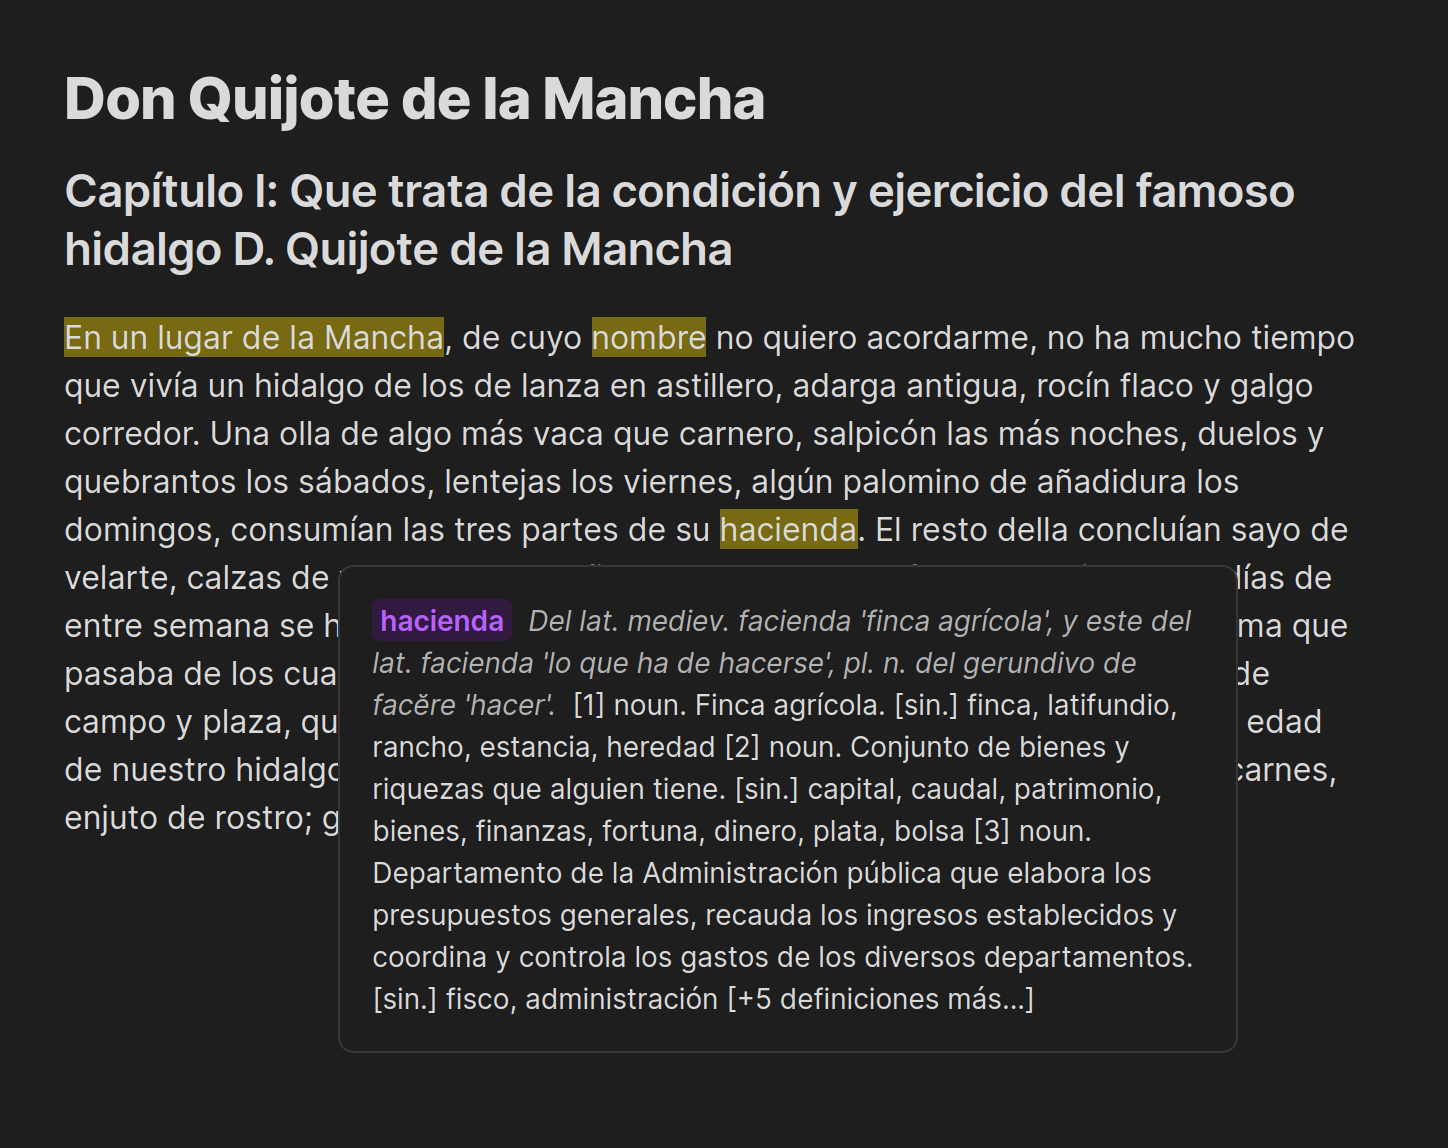 Don Quijote de la Mancha
Capítulo I: Que trata de la condición y ejercicio del famoso
hidalgo D. Quijote de la Mancha
En un lugar de la Mancha, de cuyo nombre no quiero acordarme, no ha mucho tiempo
que vivía un hidalgo de los de lanza en astillero, adarga antigua, rocín flaco y galgo
corredor. Una olla de algo más vaca que carnero, salpicón las más noches, duelos y
quebrantos los sábados, lentejas los viernes, algún palomino de añadidura los
domingos, consumían las tres partes de su hacienda. El resto della concluían sayo de
velarte, calzas de días de
entre semana se que
pasaba de los de
campo y plaza, edad
de nuestro carnes,
enjuto de rostro;
hacienda Del lat. mediev. facienda 'finca agrícola', y este del
lat. facienda 'lo que ha de hacerse', pl. n. del gerundivo de
facĕre 'hacer'. [1] noun. Finca agrícola. [sin.] finca, latifundio,
rancho, estancia, heredad [2] noun. Conjunto de bienes y
riquezas que alguien tiene. [sin.] capital, caudal, patrimonio,
bienes, finanzas, fortuna, dinero, plata, bolsa [3] noun.
Departamento de la Administración pública que elabora los
presupuestos generales, recauda los ingresos establecidos y
coordina y controla los gastos de los diversos departamentos.
[sin.] fisco, administración [+5 definiciones más...]